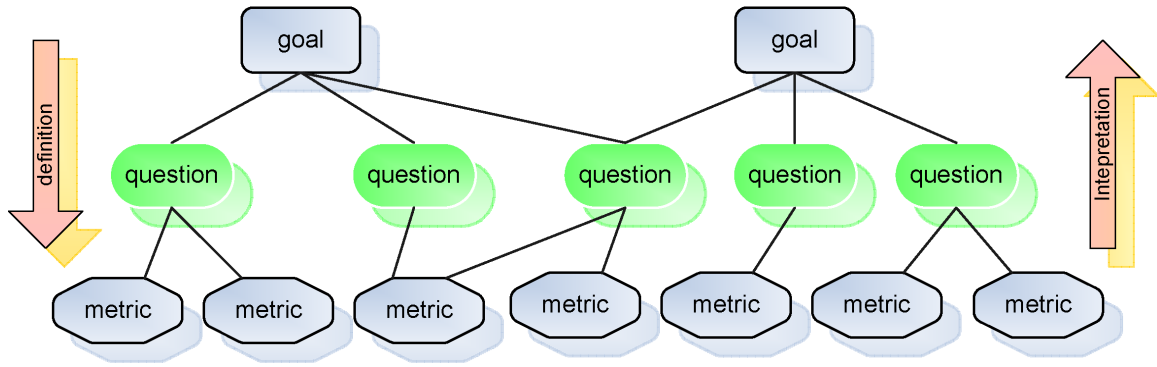 goal
goal
definition
Intepretation
question
question
question
question
question
metric
metric
metric
metric
metric
metric
metric